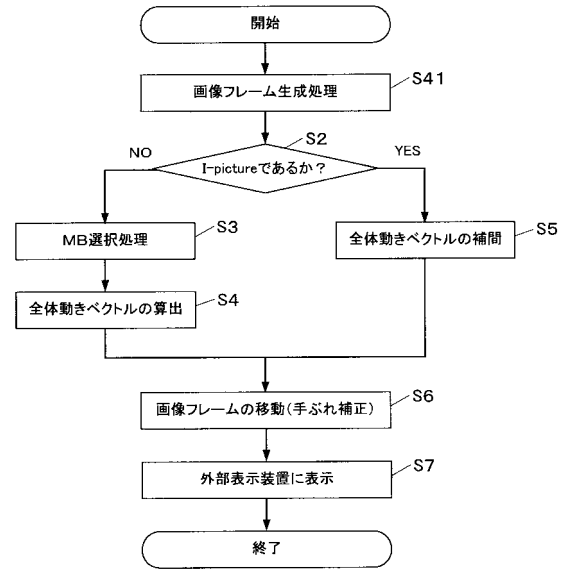 開始
画像フレーム生成処理
S41
S2
NO
I-pictureであるか？
YES
MB選択処理
S3
全体動きベクトルの補間
S5
全体動きベクトルの算出
S4
画像フレームの移動(手ぶれ補正)
S6
外部表示装置に表示
S7
終了